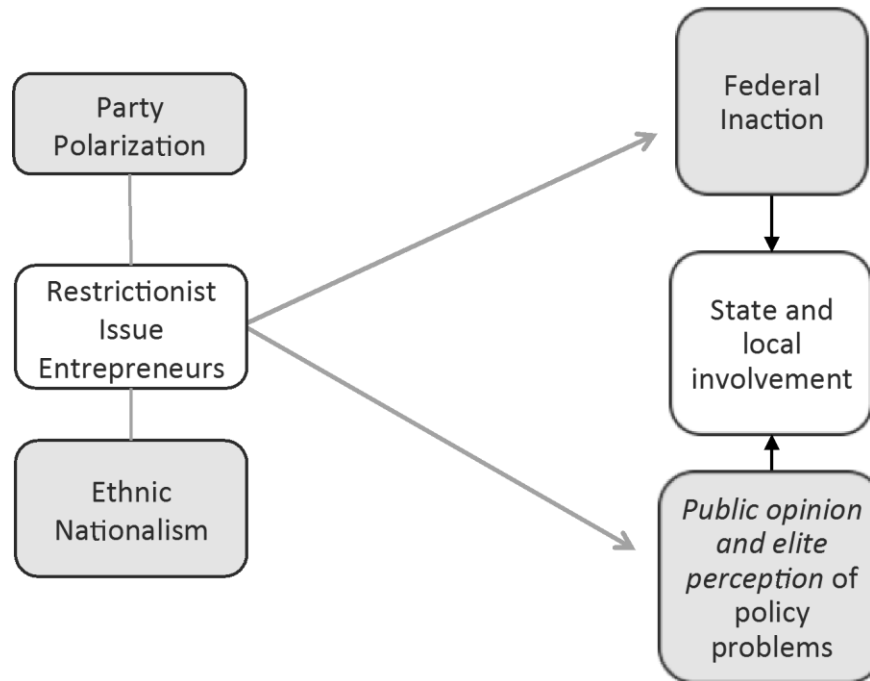 Party
Polarization
Restrictionist
Issue
Entrepreneurs
Ethnic
Nationalism
Federal
Inaction
State and
local
involvement
Public opinion
and elite
perception of
policy
problems